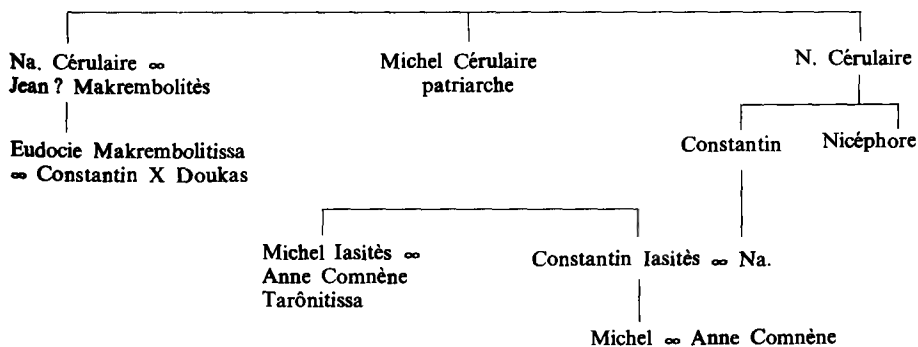 Na. Cérulaire ∞
Jean ? Makrembolitès
Michel Cérulaire
patriarche
N. Cérulaire
Eudocie Makrembolitissa
∞ Constantin X Doukas
Constantin
Nicéphore
Michel Iasitès ∞
Anne Comnène
Tarônitissa
Constantin Iasitès ∞ Na.
Michel ∞ Anne Comnène